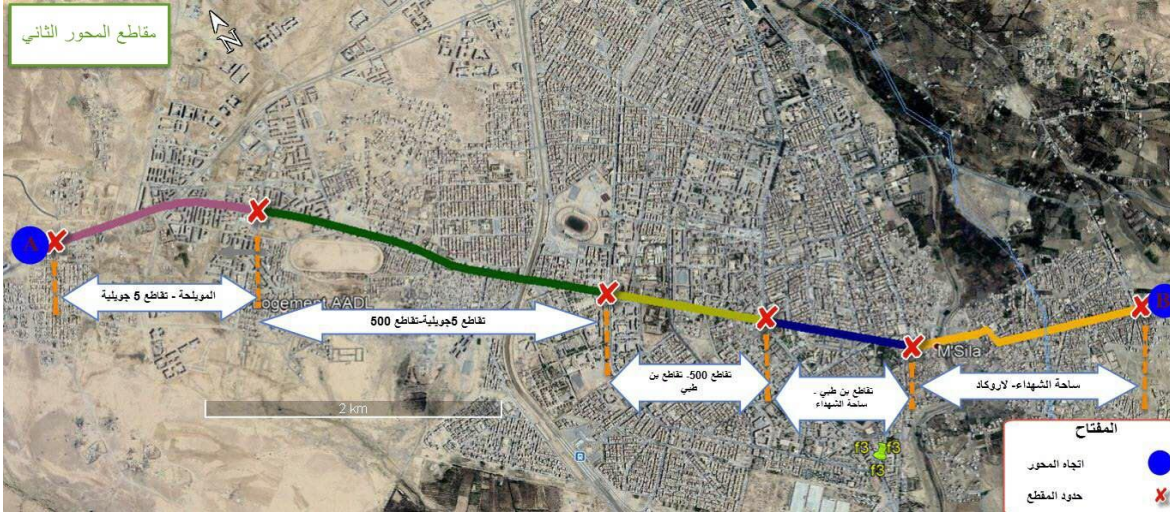 مقاطع المحور الثاني
N
A
B
المويلحة - تقاطع 5 جويلية
Logement AADL
تقاطع 5جويلية-تقاطع 500
تقاطع 500- تقاطع بن
طبي
تقاطع بن طبي -
ساحة الشهداء
M'Sila
ساحة الشهداء- لاروكاد
2 km
f3
f3
f3
المفتاح
اتجاه المحور
حدود المقطع